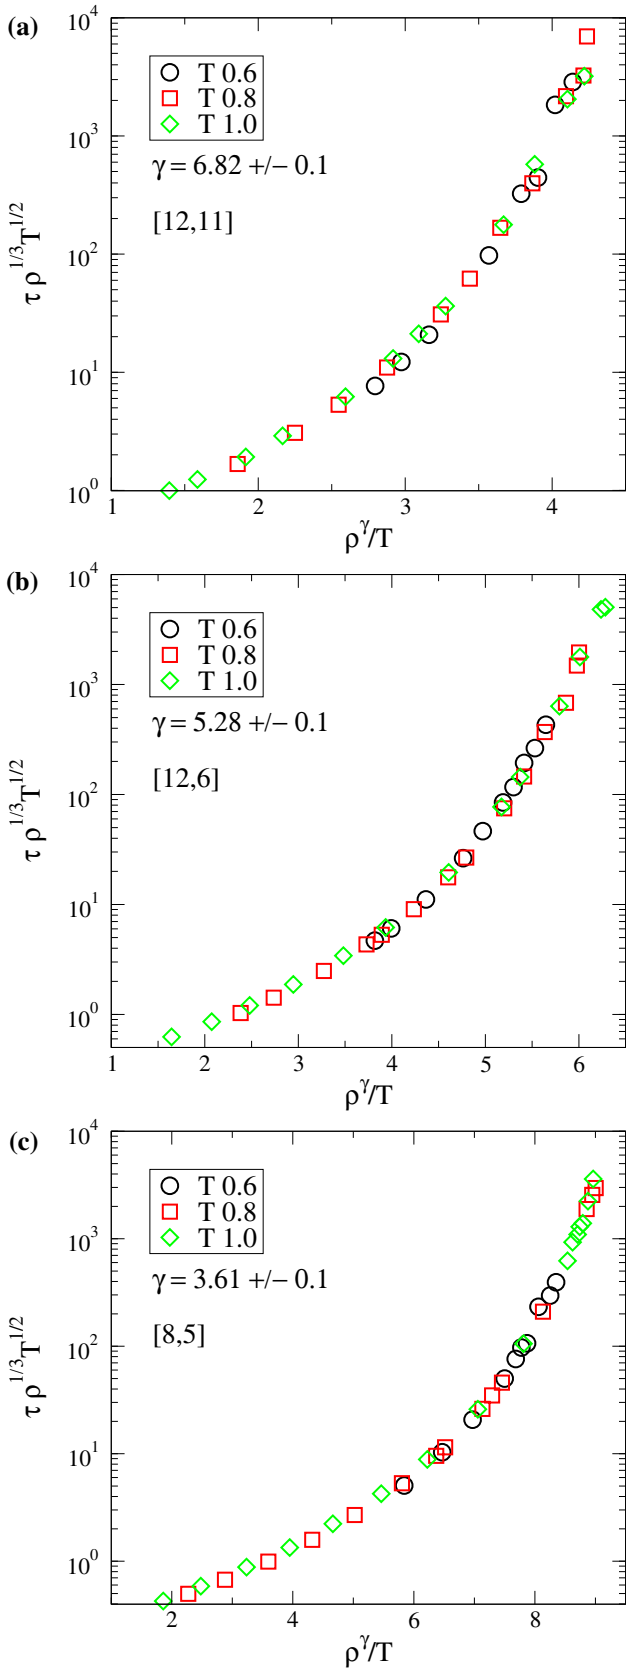 (a)
10^4
10^3
10^2
10^1
10^0
τ ρ^{1/3}T^{1/2}
T 0.6
T 0.8
T 1.0
γ = 6.82 +/− 0.1
[12,11]
1 2 3 4
ρ^γ/T
(b)
10^4
10^3
10^2
10^1
10^0
τ ρ^{1/3}T^{1/2}
T 0.6
T 0.8
T 1.0
γ = 5.28 +/− 0.1
[12,6]
1 2 3 4 5 6
ρ^γ/T
(c)
10^4
10^3
10^2
10^1
10^0
τ ρ^{1/3}T^{1/2}
T 0.6
T 0.8
T 1.0
γ = 3.61 +/− 0.1
[8,5]
2 4 6 8
ρ^γ/T